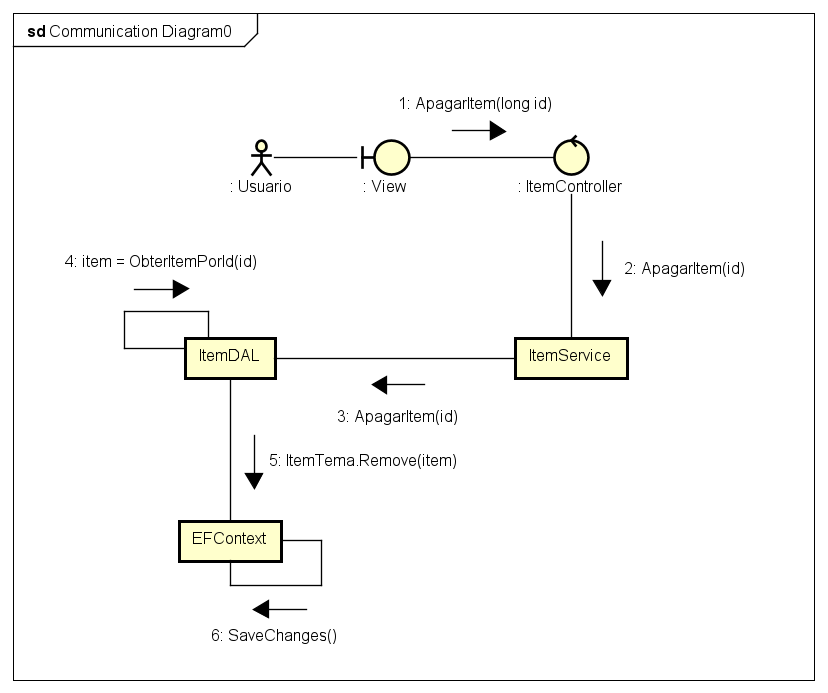 sd Communication Diagram0
1: ApagarItem(long id)
: Usuario
: View
: ItemController
4: item = ObterItemPorId(id)
2: ApagarItem(id)
ItemDAL
ItemService
3: ApagarItem(id)
5: ItemTema.Remove(item)
EFContext
6: SaveChanges()